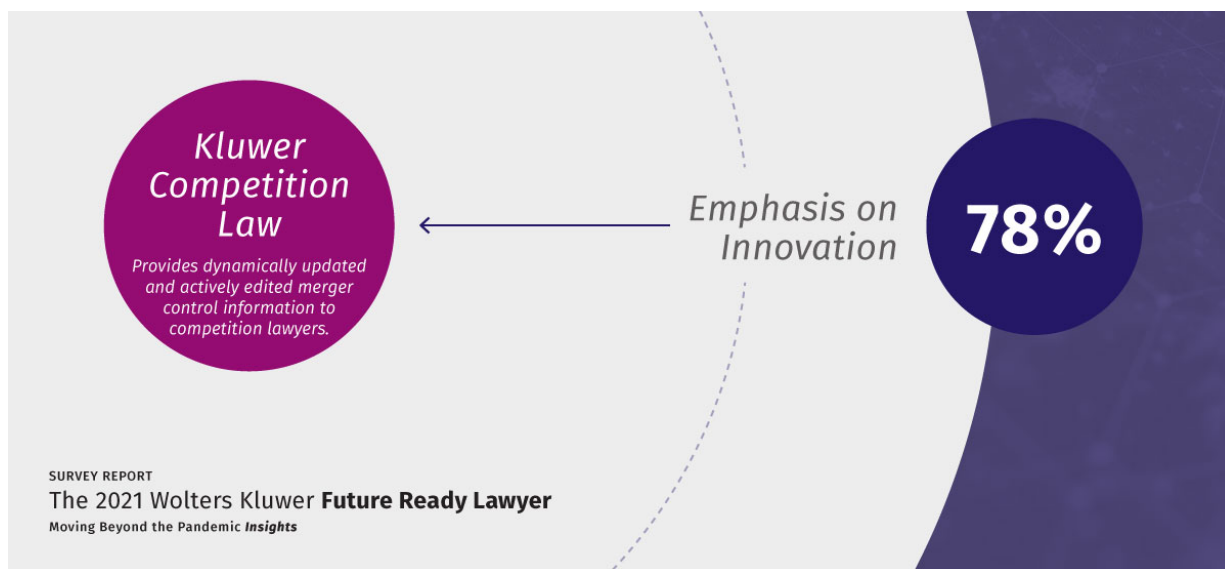 Kluwer
Competition
Law
Provides dynamically updated
and actively edited merger
control information to
competition lawyers.
Emphasis on
Innovation
78%
SURVEY REPORT
The 2021 Wolters Kluwer Future Ready Lawyer
Moving Beyond the Pandemic Insights